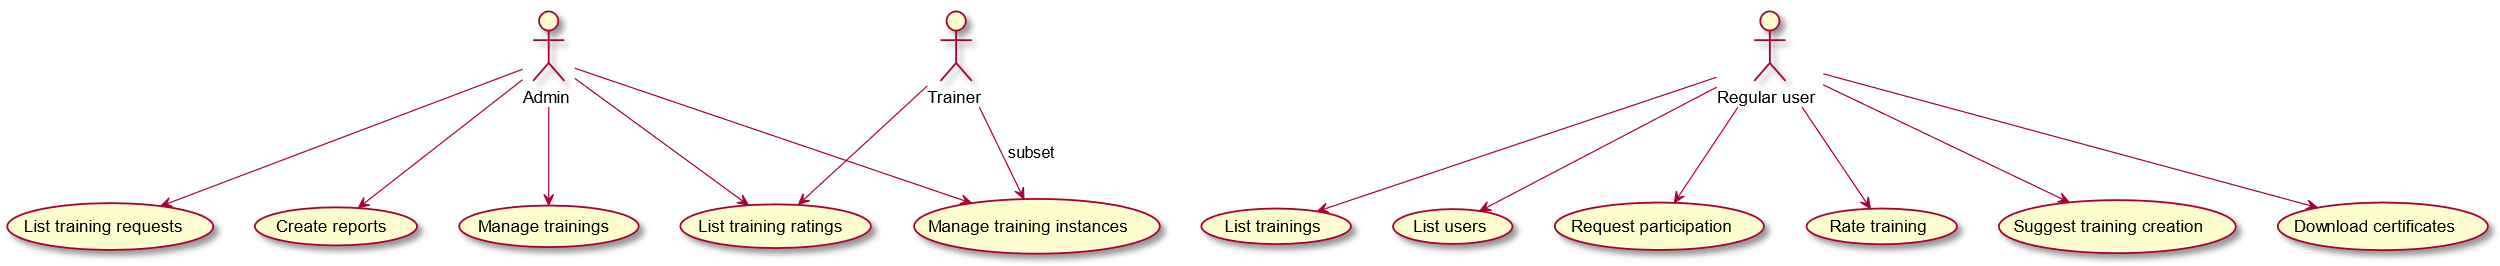 Admin
Trainer
Regular user
subset
List training requests
Create reports
Manage trainings
List training ratings
Manage training instances
List trainings
List users
Request participation
Rate training
Suggest training creation
Download certificates